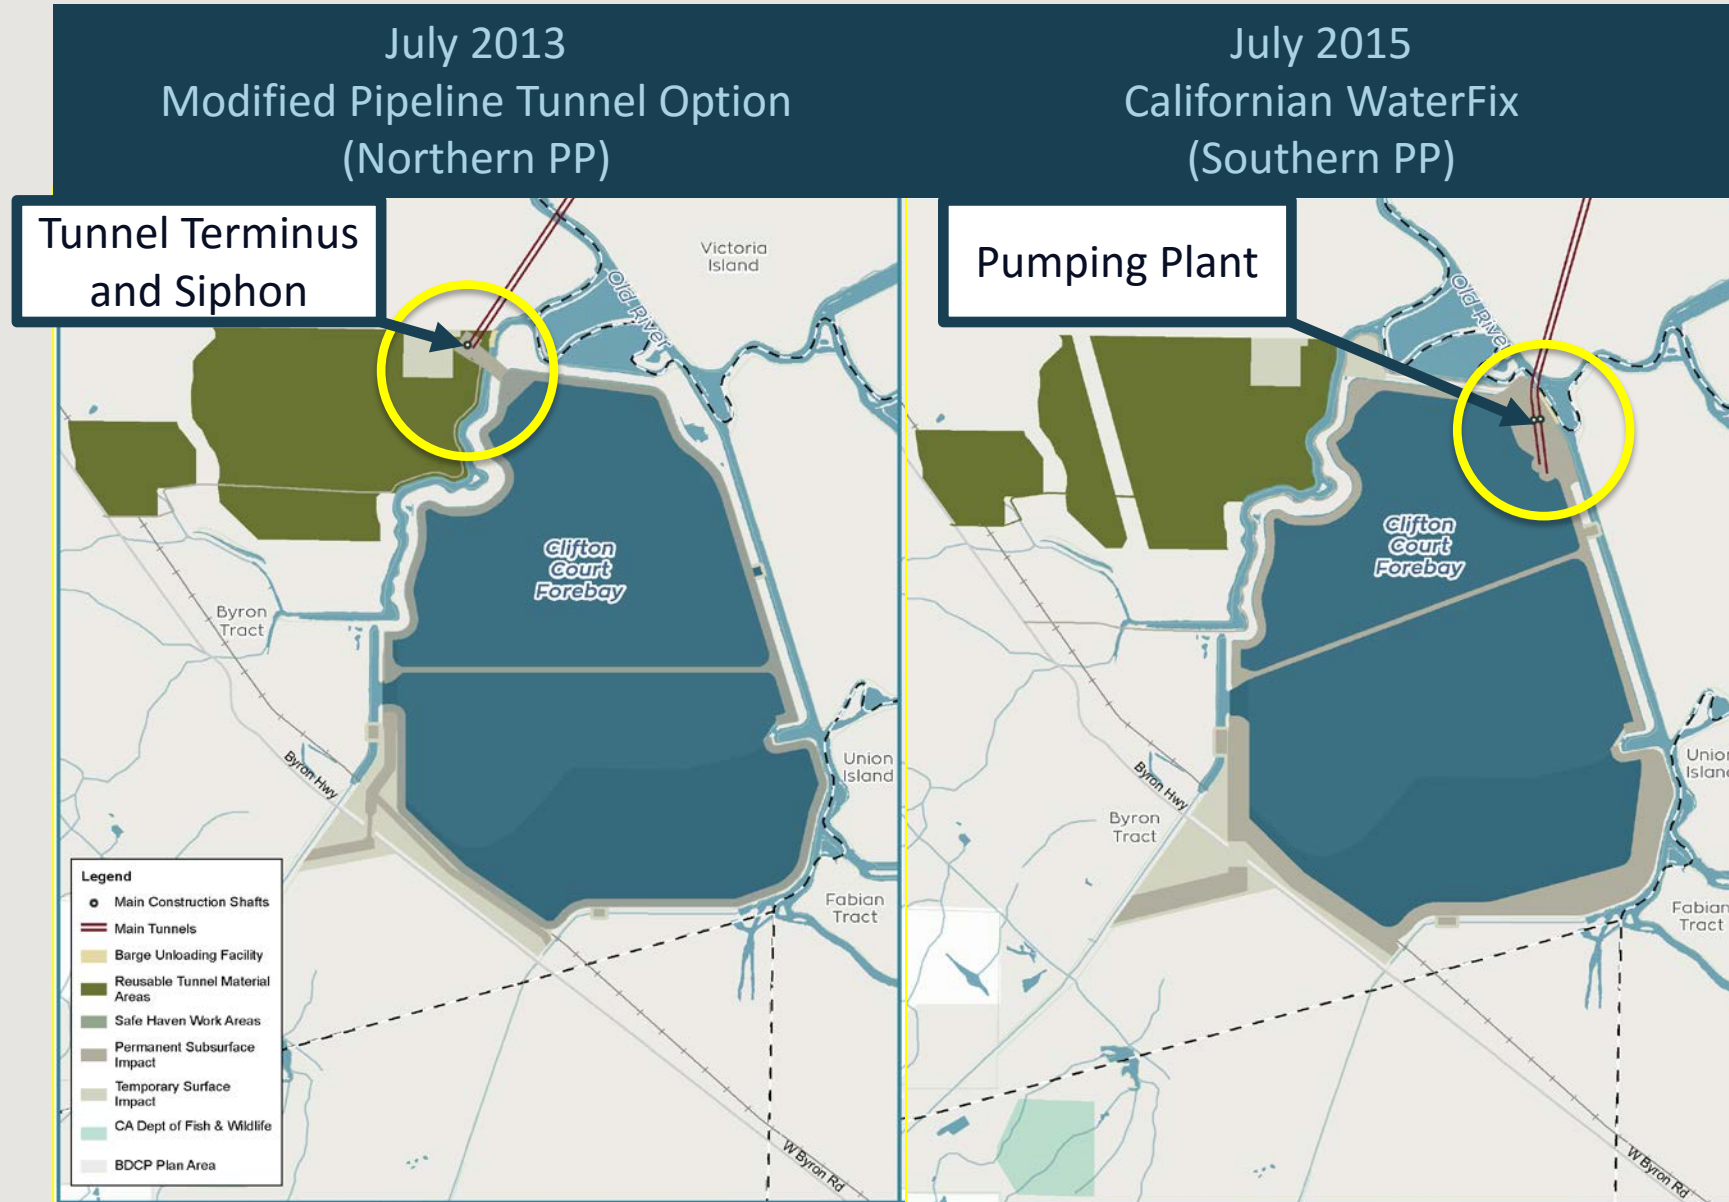 July 2013
Modified Pipeline Tunnel Option
(Northern PP)
July 2015
Californian WaterFix
(Southern PP)
Tunnel Terminus
and Siphon
Victoria
Island
Old River
Clifton
Court
Forebay
Byron
Tract
Byron Hwy
Union
Island
Fabian
Tract
W Byron Rd
Legend
Main Construction Shafts
Main Tunnels
Barge Unloading Facility
Reusable Tunnel Material
Areas
Safe Haven Work Areas
Permanent Subsurface
Impact
Temporary Surface
Impact
CA Dept of Fish & Wildlife
BDCP Plan Area
Pumping Plant
Old River
Clifton
Court
Forebay
Byron Hwy
Byron
Tract
Union
Island
Fabian
Tract
W Byron Rd